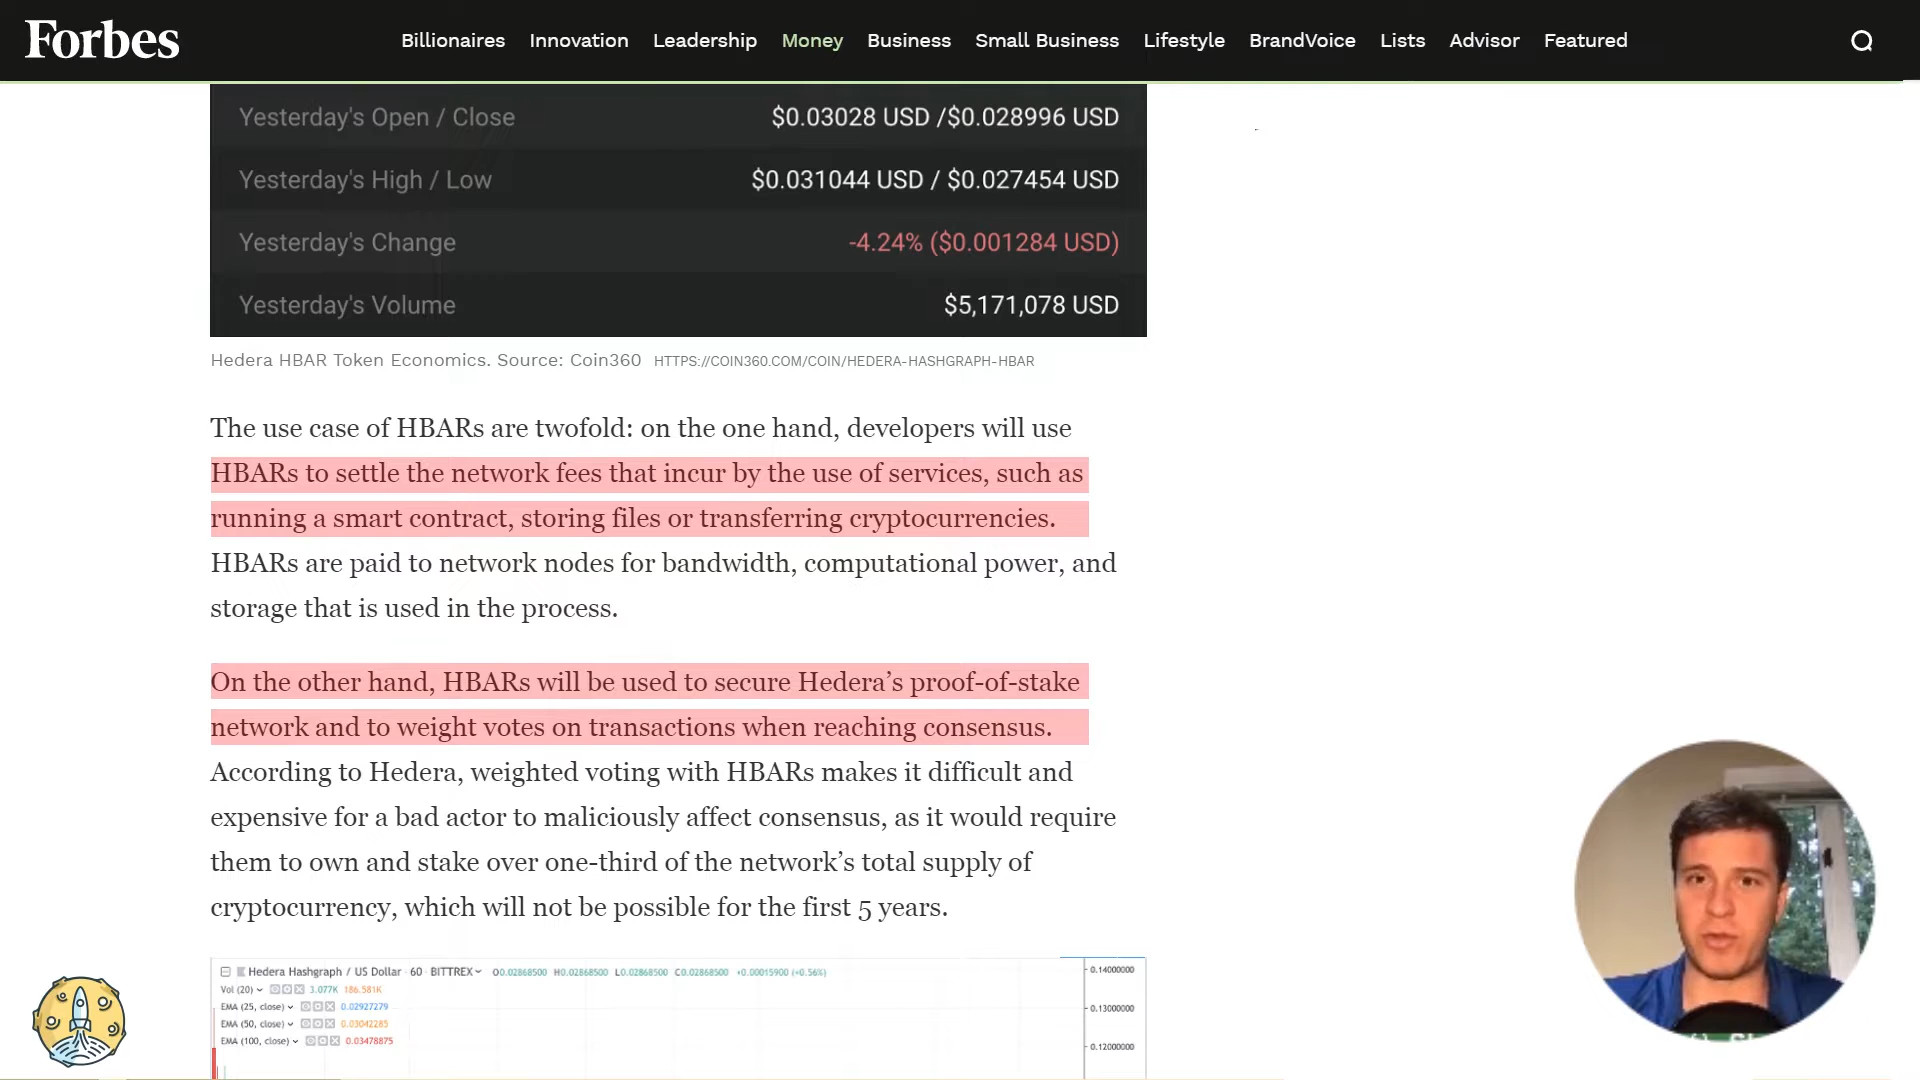 Forbes
Billionaires Innovation Leadership Money Business Small Business Lifestyle BrandVoice Lists Advisor Featured
Yesterday's Open / Close $0.03028 USD /$0.028996 USD
Yesterday's High / Low $0.031044 USD / $0.027454 USD
Yesterday's Change -4.24% ($0.001284 USD)
Yesterday's Volume $5,171,078 USD
Hedera HBAR Token Economics. Source: Coin360 HTTPS://COIN360.COM/COIN/HEDERA-HASHGRAPH-HBAR
The use case of HBARs are twofold: on the one hand, developers will use
HBARs to settle the network fees that incur by the use of services, such as
running a smart contract, storing files or transferring cryptocurrencies.
HBARs are paid to network nodes for bandwidth, computational power, and
storage that is used in the process.
On the other hand, HBARs will be used to secure Hedera’s proof-of-stake
network and to weight votes on transactions when reaching consensus.
According to Hedera, weighted voting with HBARs makes it difficult and
expensive for a bad actor to maliciously affect consensus, as it would require
them to own and stake over one-third of the network’s total supply of
cryptocurrency, which will not be possible for the first 5 years.
Hedera Hashgraph / US Dollar · 60 · BITTREX O0.02868500 H0.02868500 L0.02868500 C0.02868500 +0.00015900 (+0.56%)
0.14000000
Vol (20) 3.077K 186.581K
EMA (25, close) 0.02927279
0.13000000
EMA (50, close) 0.03042285
EMA (100, close) 0.03478875
0.12000000